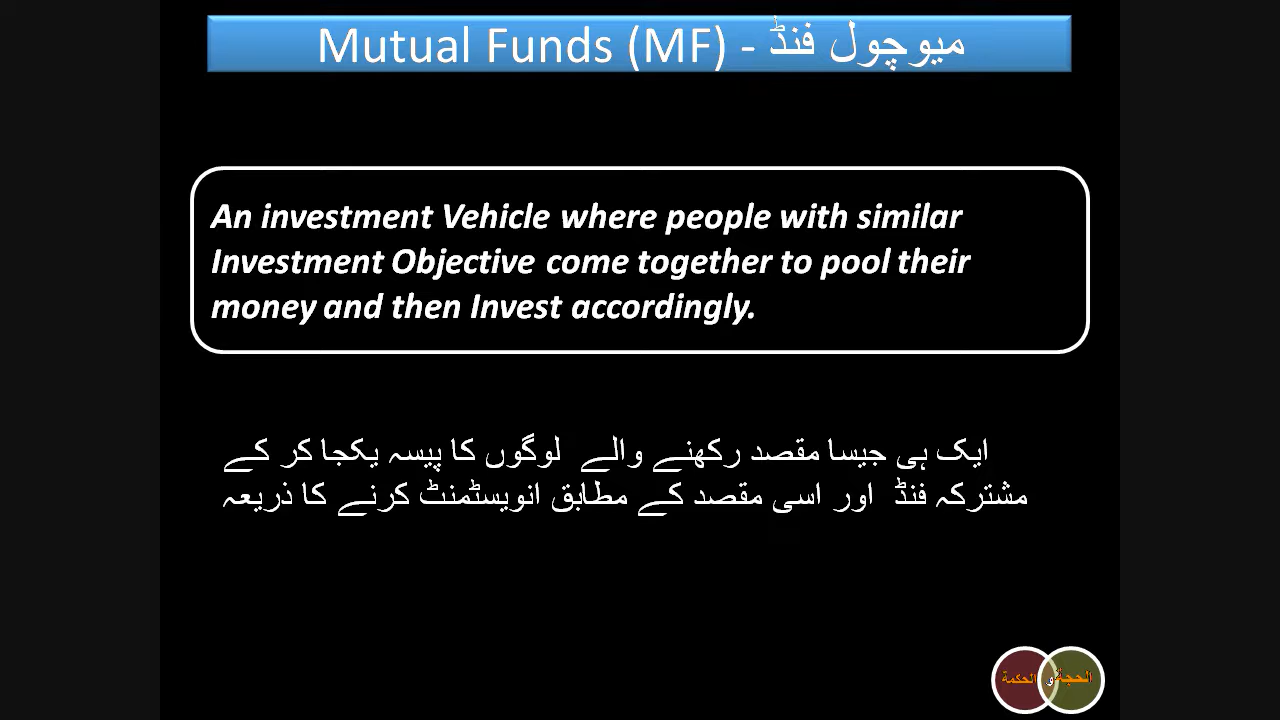 Mutual Funds (MF) - میوچول فنڈ
An investment Vehicle where people with similar
Investment Objective come together to pool their
money and then Invest accordingly.
ایک ہی جیسا مقصد رکھنے والے لوگوں کا پیسہ یکجا کر کے
مشترکہ فنڈ اور اسی مقصد کے مطابق انویسٹمنٹ کرنے کا ذریعہ
الحجة و الحكمة